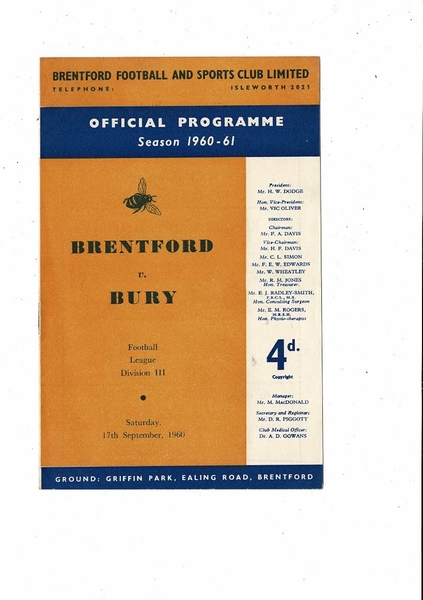 BRENTFORD FOOTBALL AND SPORTS CLUB LIMITED
TELEPHONE: ISLEWORTH 2021
OFFICIAL PROGRAMME
Season 1960-61
BRENTFORD
v.
BURY
Football
League
Division III
Saturday,
17th September, 1960
President:
Mr. H. W. DODGE
Hon. Vice-President:
Mr. VIC OLIVER
DIRECTORS:
Chairman:
Mr. F. A. DAVIS
Vice-Chairman:
Mr. H. F. DAVIS
Mr. C. L. SIMON
Mr. F. E. W. EDWARDS
Mr. W. WHEATLEY
Mr. R. M. JONES
Hon. Treasurer.
Mr. E. J. RADLEY-SMITH,
F.R.C.S., M.S.
Hon. Consulting Surgeon
Mr. E. M. ROGERS,
M.R.S.H.
Hon. Physio-therapist
4d.
Copyright
Manager:
Mr. M. MacDONALD
Secretary and Registrar:
Mr. D. R. PIGGOTT
Club Medical Officer:
Dr. A. D. GOWANS
GROUND: GRIFFIN PARK, EALING ROAD, BRENTFORD